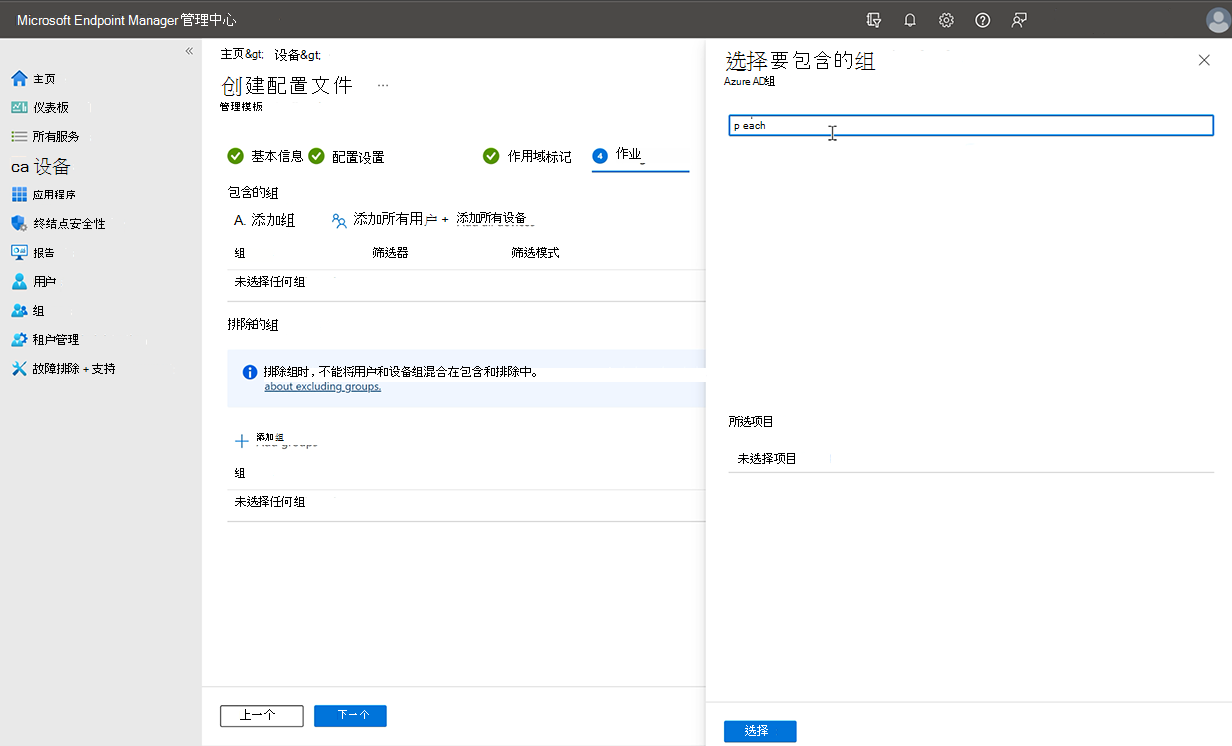 Microsoft Endpoint Manager管理中心
主页
仪表板
所有服务
ca 设备
应用程序
终结点安全性
报告
用户
组
租户管理
故障排除 + 支持
主页&gt; 设备&gt;
创建配置文件 ...
管理模板
基本信息 配置设置 作用域标记 4 作业
包含的组
A. 添加组 添加所有用户 + 添加所有设备
组 筛选器 筛选模式
未选择任何组
排除的组
排除组时，不能将用户和设备组混合在包含和排除中。
about excluding groups.
添加组
组
未选择任何组
上一个 下一个
选择要包含的组
Azure AD组
p each
所选项目
未选择项目
选择